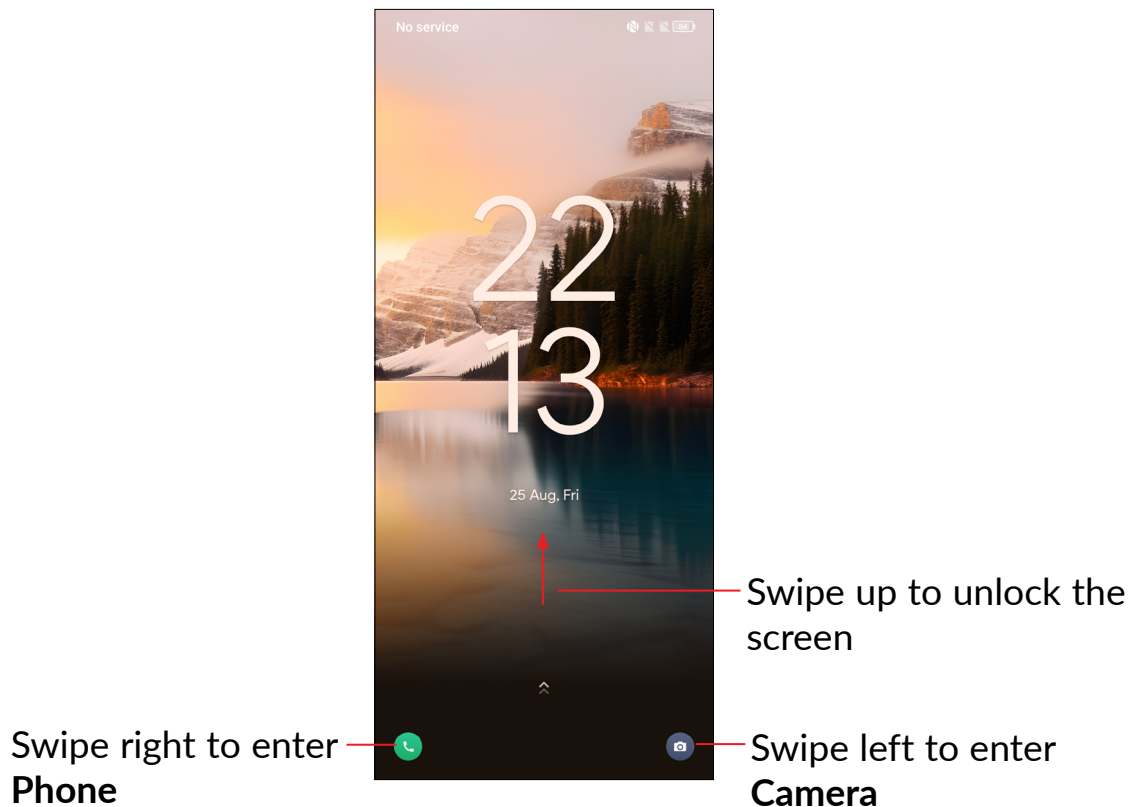 No service
22
13
25 Aug, Fri
Swipe up to unlock the
screen
Swipe right to enter
Phone
Swipe left to enter
Camera